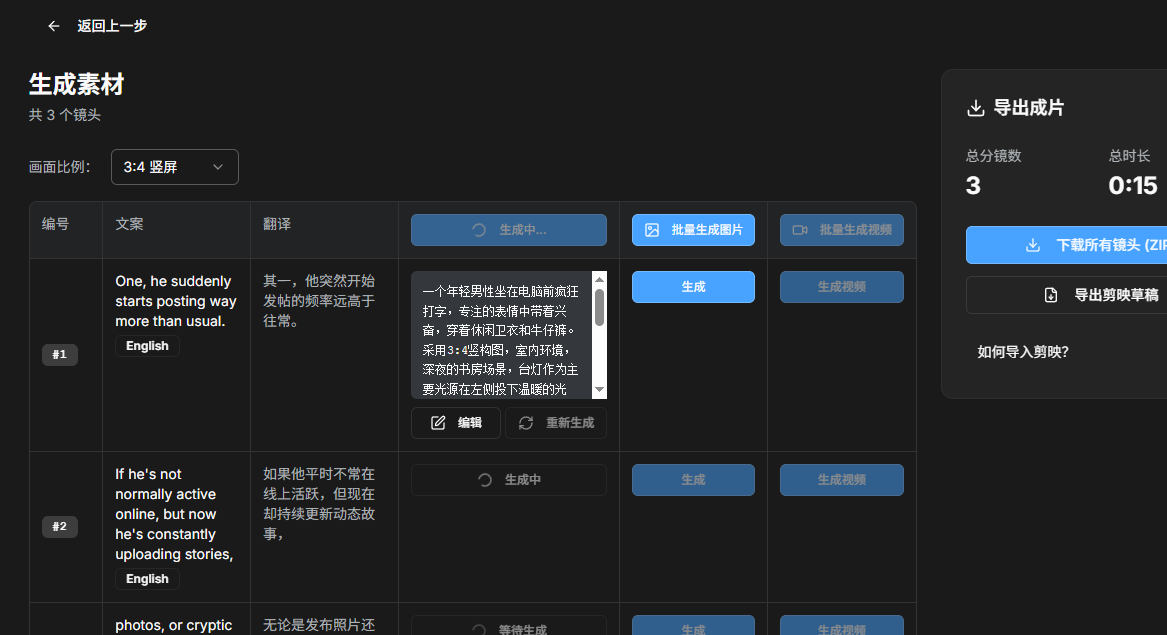 返回上一步
生成素材
共 3 个镜头
画面比例：
3:4 竖屏
编号
文案
翻译
生成中...
批量生成图片
批量生成视频
#1
One, he suddenly
starts posting way
more than usual.
English
其一，他突然开始
发帖的频率远高于
往常。
一个年轻男性坐在电脑前疯狂
打字，专注的表情中带着兴
奋，穿着休闲卫衣和牛仔裤。
采用3:4竖构图，室内环境，
深夜的书房场景，台灯作为主
要光源在左侧投下温暖的光
编辑
重新生成
生成
生成视频
#2
If he's not
normally active
online, but now
he's constantly
uploading stories,
English
如果他平时不常在
线上活跃，但现在
却持续更新动态故
事，
生成中
生成
生成视频
photos, or cryptic
无论是发布照片还
等待生成
生成
生成视频
导出成片
总分镜数
3
总时长
0:15
下载所有镜头 (ZIP
导出剪映草稿
如何导入剪映？